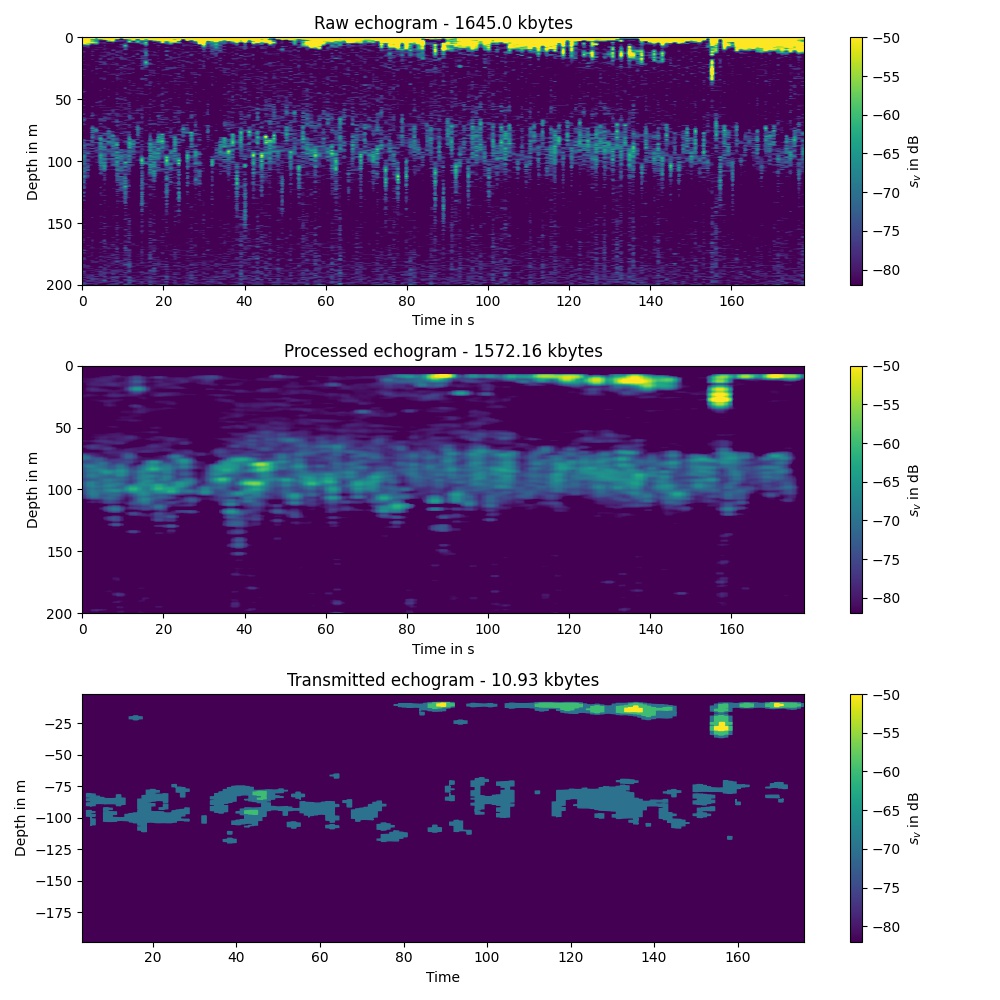 Raw echogram - 1645.0 kbytes
0
50
100
150
200
Depth in m
0 20 40 60 80 100 120 140 160
Time in s
−50
−55
−60
−65
−70
−75
−80
sv in dB
Processed echogram - 1572.16 kbytes
0
50
100
150
200
Depth in m
0 20 40 60 80 100 120 140 160
Time in s
−50
−55
−60
−65
−70
−75
−80
sv in dB
Transmitted echogram - 10.93 kbytes
−25
−50
−75
−100
−125
−150
−175
Depth in m
20 40 60 80 100 120 140 160
Time
−50
−55
−60
−65
−70
−75
−80
sv in dB